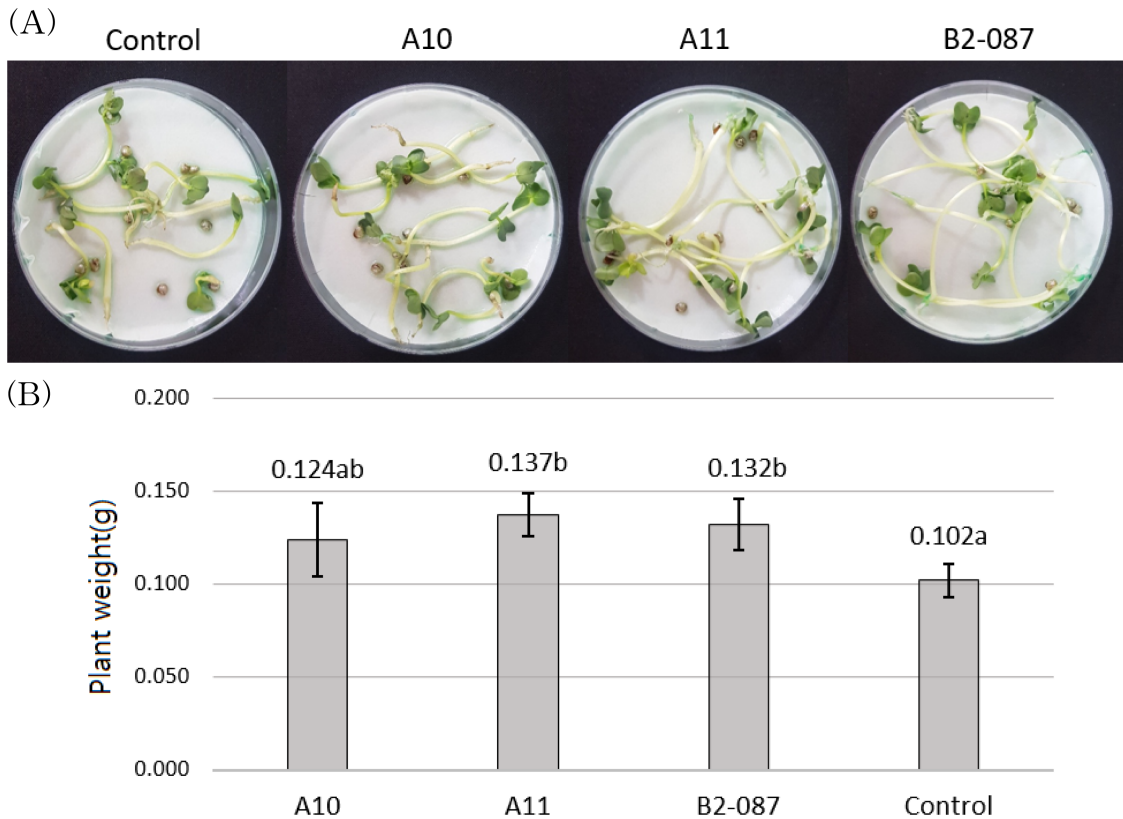 (A)
Control A10 A11 B2-087
(B)
0.200
0.150
0.100
0.050
0.000
Plant weight(g)
0.124ab 0.137b 0.132b 0.102a
A10 A11 B2-087 Control